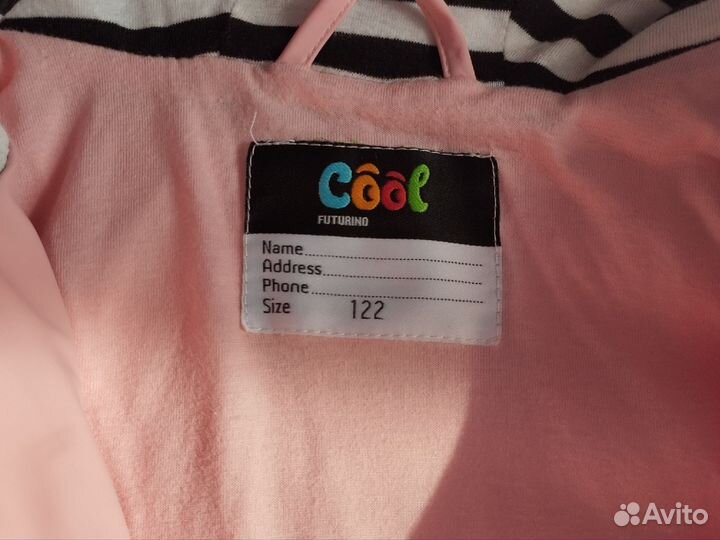 Côôl
FUTURINO
Name
Address
Phone
Size 122
Avito